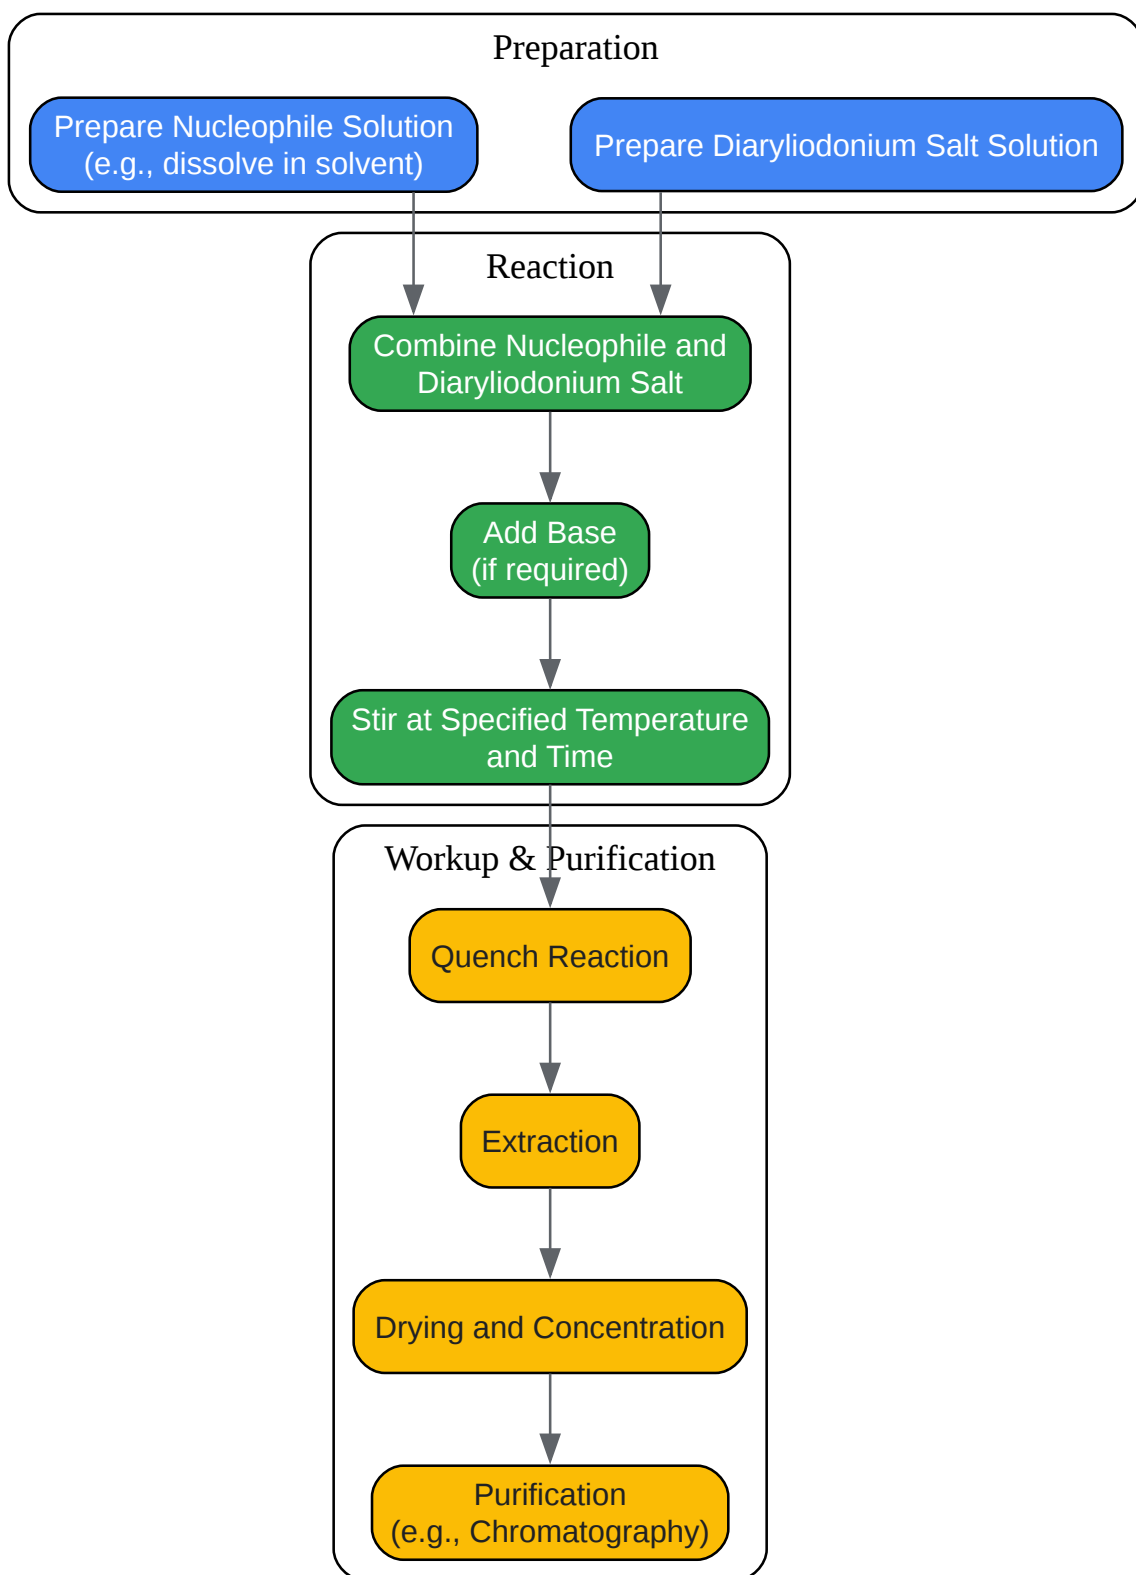 Preparation
Prepare Nucleophile Solution
(e.g., dissolve in solvent)
Prepare Diaryliodonium Salt Solution
Reaction
Combine Nucleophile and
Diaryliodonium Salt
Add Base
(if required)
Stir at Specified Temperature
and Time
Workup & Purification
Quench Reaction
Extraction
Drying and Concentration
Purification
(e.g., Chromatography)